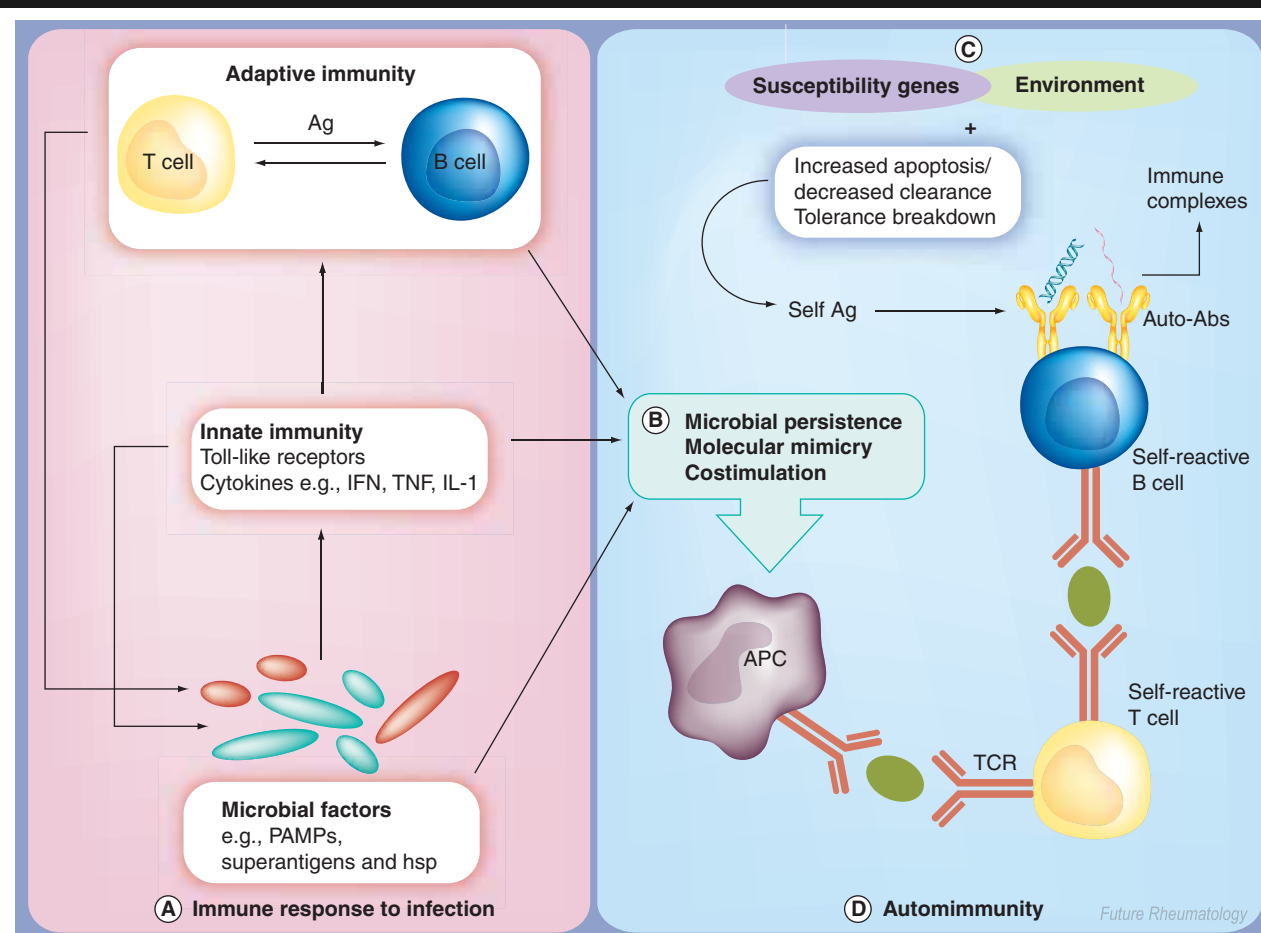 Adaptive immunity
T cell
Ag
B cell
Innate immunity
Toll-like receptors
Cytokines e.g., IFN, TNF, IL-1
Microbial factors
e.g., PAMPs,
superantigens and hsp
A Immune response to infection
C
Susceptibility genes
Environment
+
Increased apoptosis/
decreased clearance
Tolerance breakdown
Immune
complexes
Self Ag
Auto-Abs
B Microbial persistence
Molecular mimicry
Costimulation
Self-reactive
B cell
APC
Self-reactive
T cell
TCR
D Automimmunity
Future Rheumatology